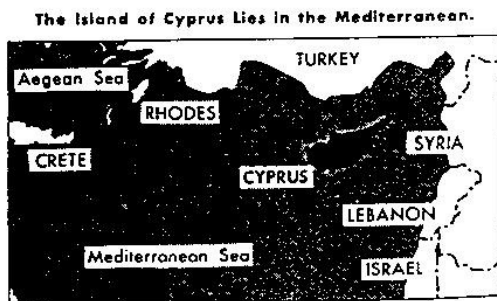 The Island of Cyprus Lies in the Mediterranean.
TURKEY
Aegean Sea
RHODES
CRETE
SYRIA
CYPRUS
LEBANON
Mediterranean Sea
ISRAEL